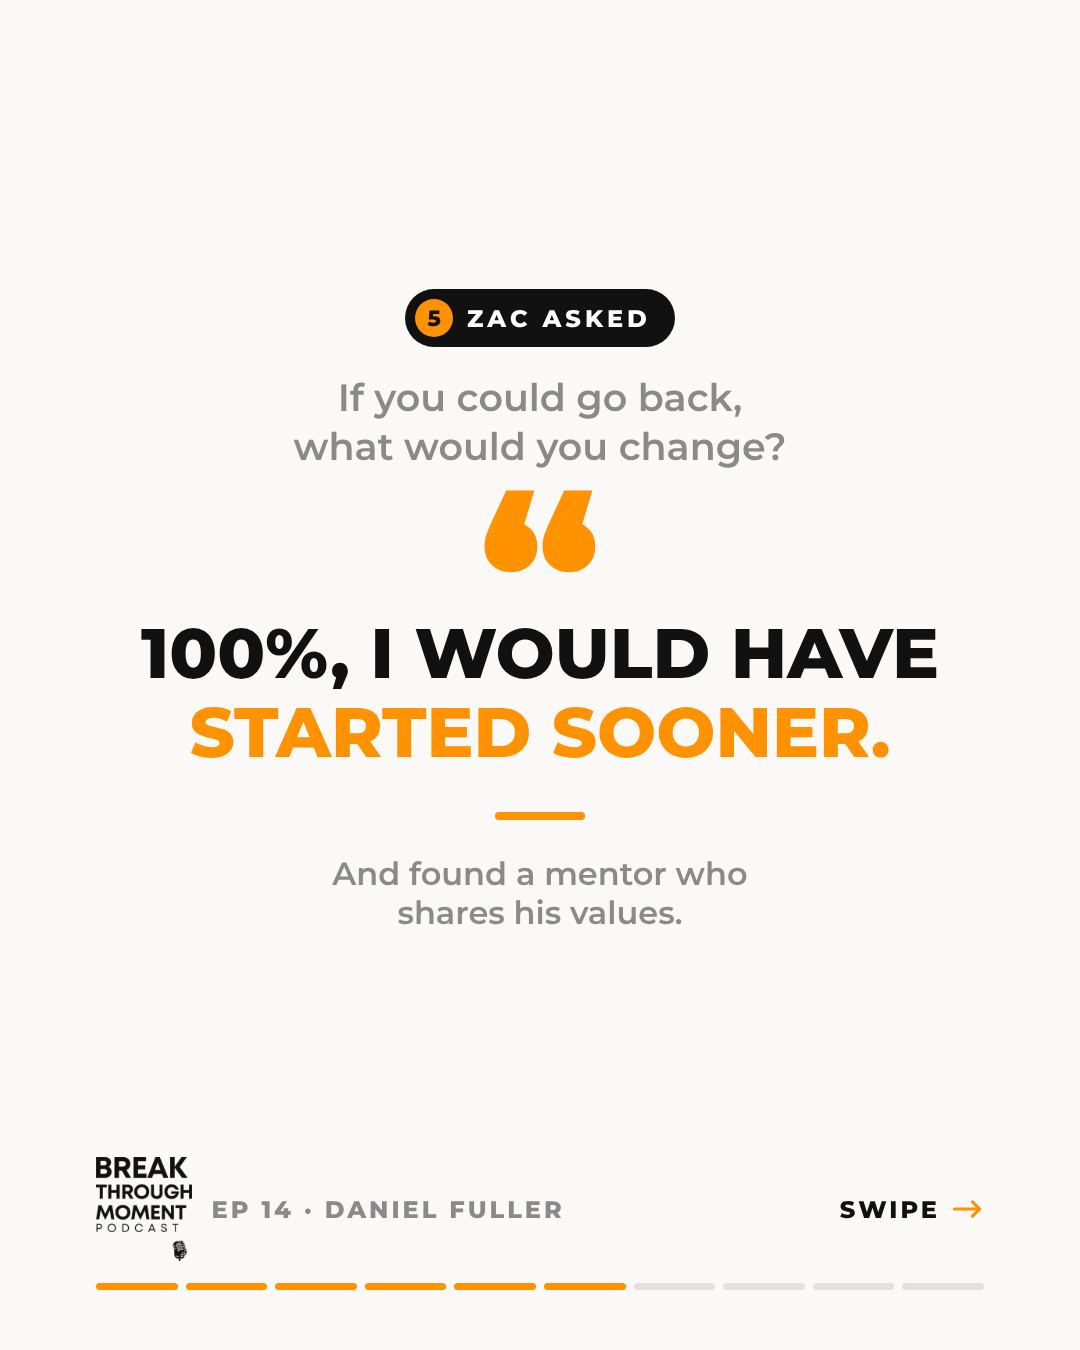 5 ZAC ASKED
If you could go back,
what would you change?
“
100%, I WOULD HAVE
STARTED SOONER.
And found a mentor who
shares his values.
BREAK
THROUGH
MOMENT
PODCAST
EP 14 · DANIEL FULLER
SWIPE →